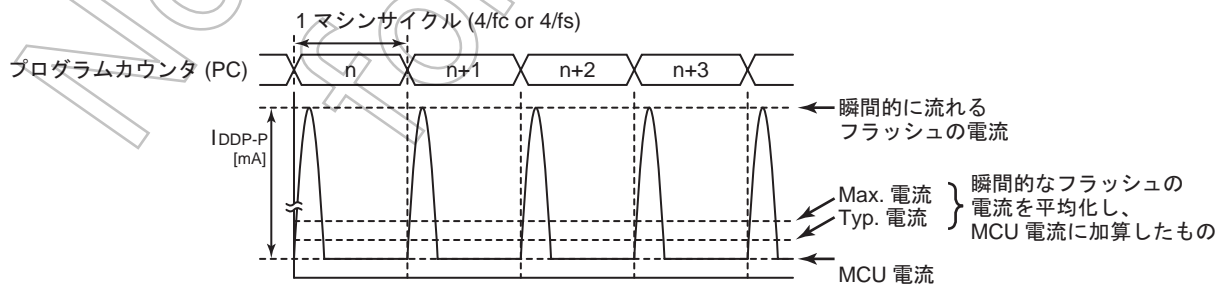 1 マシンサイクル (4/fc or 4/fs)
プログラムカウンタ (PC)
n
n+1
n+2
n+3
IDDP-P
[mA]
瞬間的に流れる
フラッシュの電流
Max. 電流
Typ. 電流
瞬間的なフラッシュの
電流を平均化し、
MCU 電流に加算したもの
MCU 電流